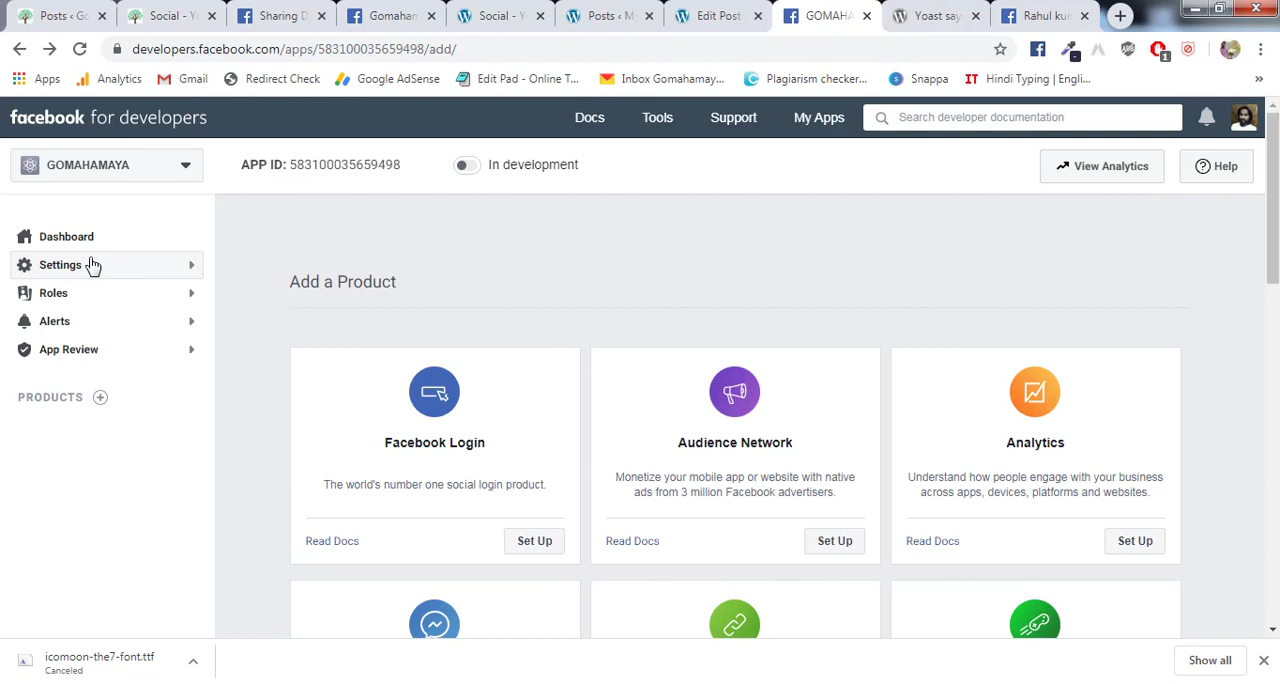 Posts ‹ Go
Social - Y
Sharing D
Gomaham
Social - Y
Posts ‹ M
Edit Post
GOMAHA
Yoast say
Rahul kur
developers.facebook.com/apps/583100035659498/add/
Apps
Analytics
Gmail
Redirect Check
Google AdSense
Edit Pad - Online T...
Inbox Gomahamay...
Plagiarism checker...
Snappa
Hindi Typing | Engli...
»
facebook for developers
Docs
Tools
Support
My Apps
Search developer documentation
GOMAHAMAYA
APP ID: 583100035659498
In development
View Analytics
Help
Dashboard
Settings
Roles
Alerts
App Review
PRODUCTS
Add a Product
Facebook Login
The world's number one social login product.
Read Docs
Set Up
Audience Network
Monetize your mobile app or website with native
ads from 3 million Facebook advertisers.
Read Docs
Set Up
Analytics
Understand how people engage with your business
across apps, devices, platforms and websites.
Read Docs
Set Up
icomoon-the7-font.ttf
Canceled
Show all